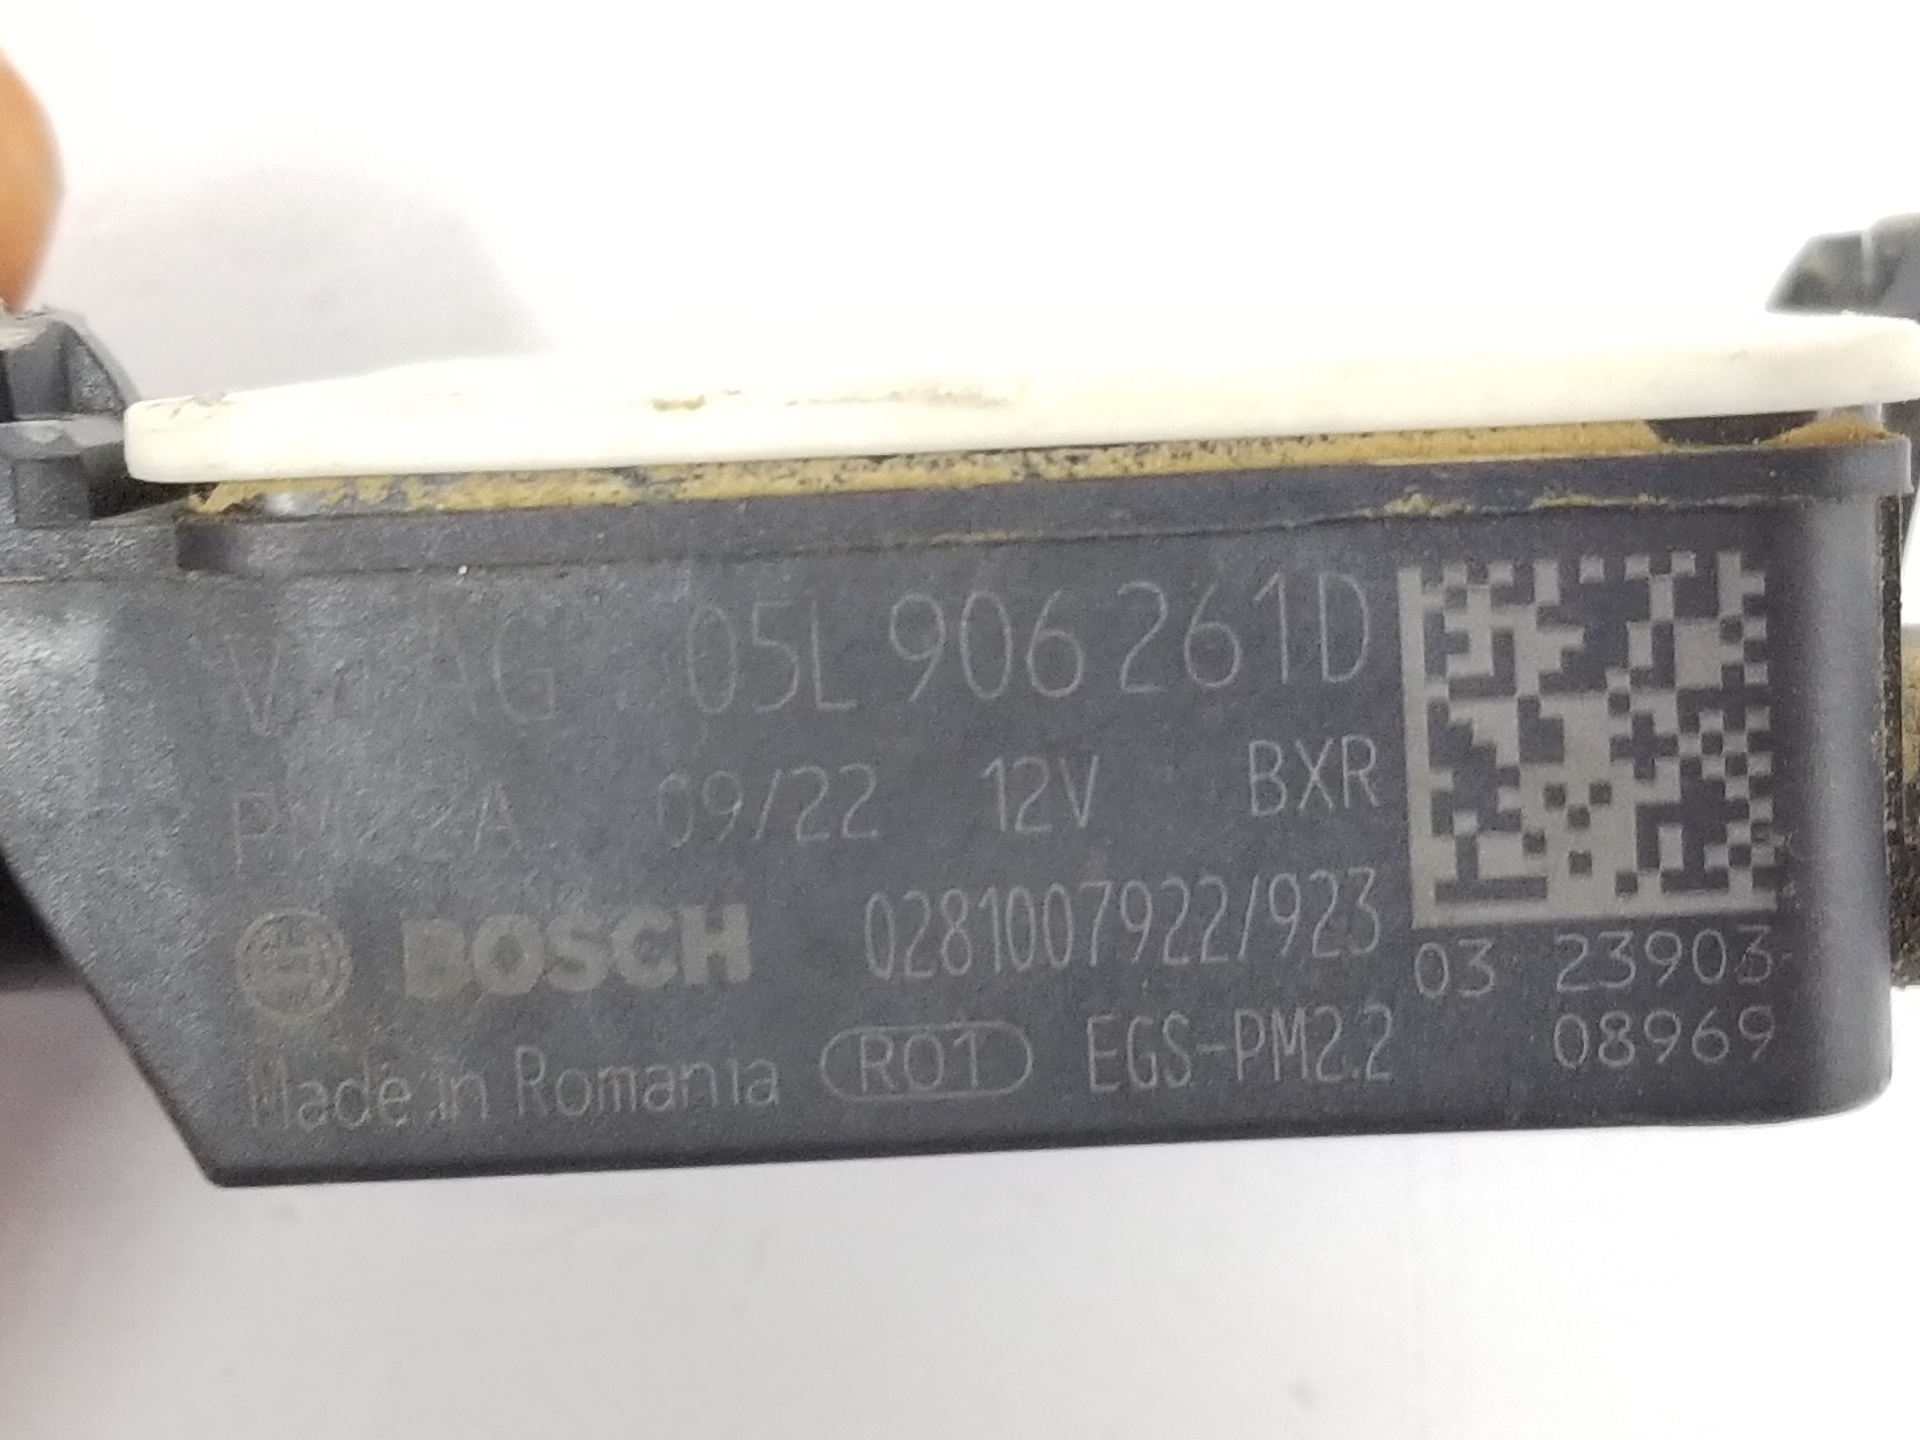 AG 05L 906 261D
09/22 12V BXR
BOSCH 0281007922/923
Made in Romania R01 EGS-PM2.2
03 23903
08969